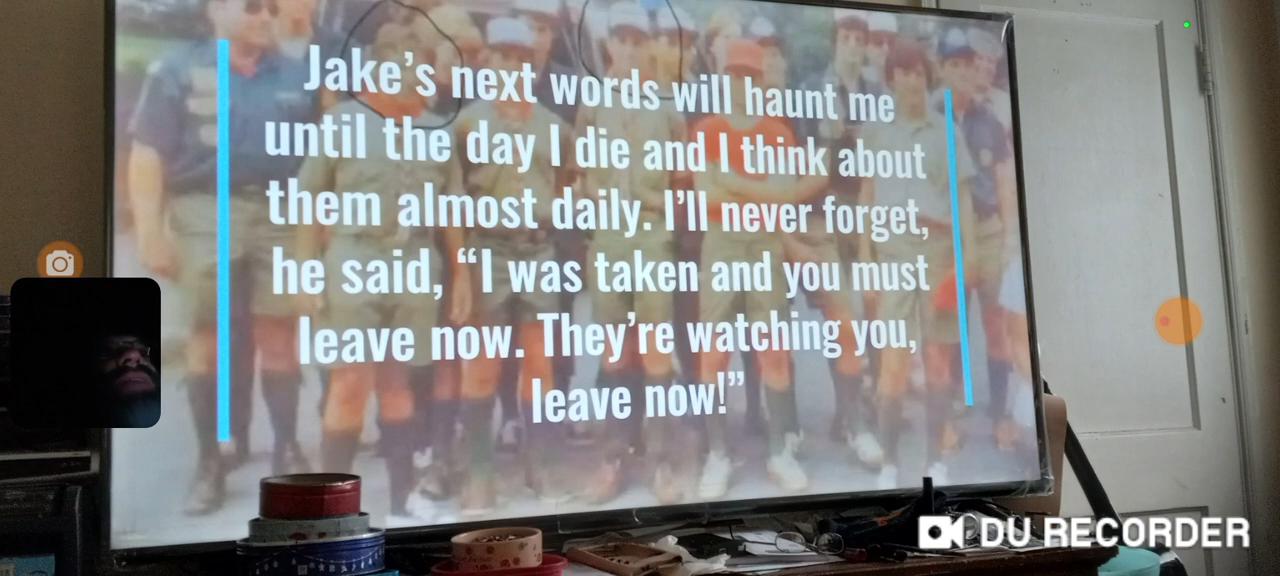 Jake's next words will haunt me
until the day I die and I think about
them almost daily. I'll never forget,
he said, "I was taken and you must
leave now. They're watching you,
leave now!"
DU RECORDER